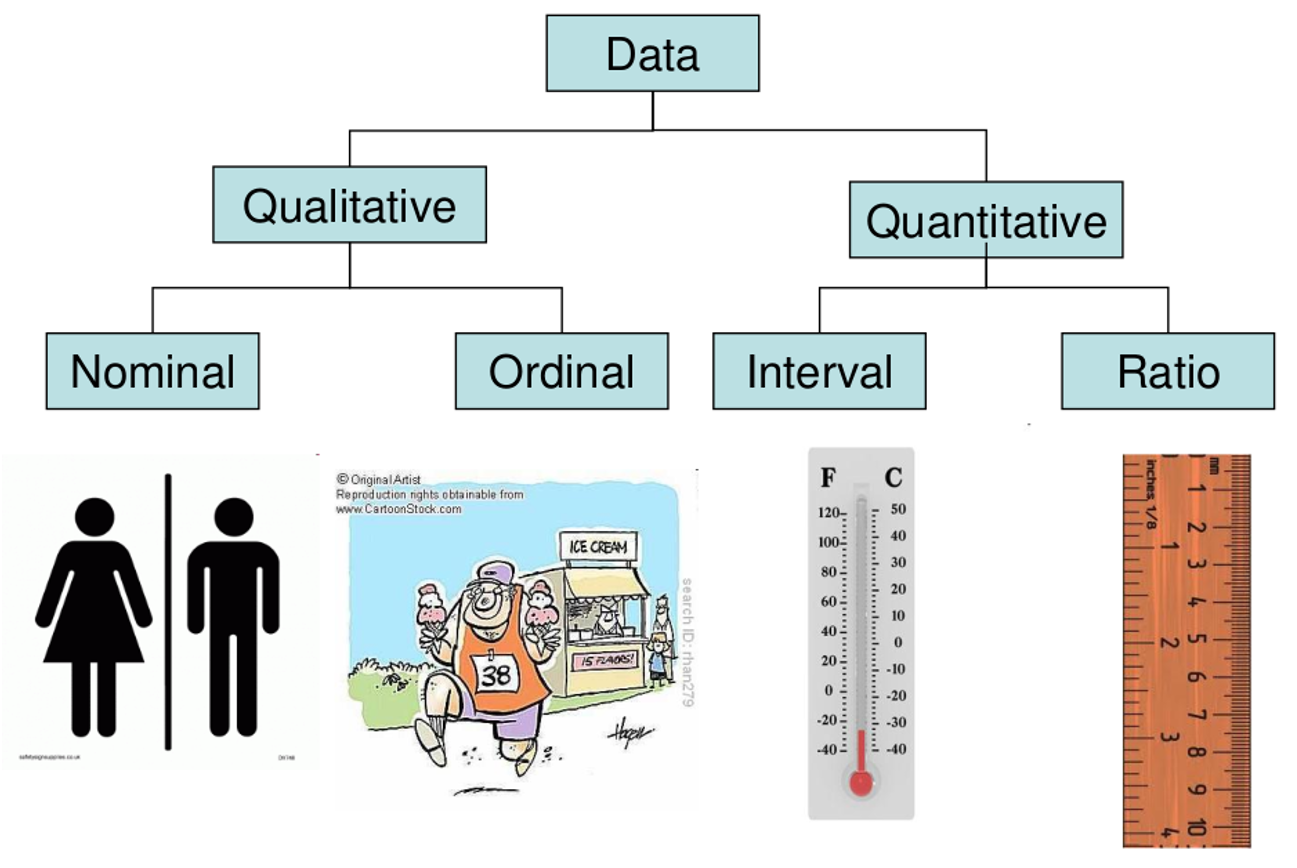 Data
Qualitative
Quantitative
Nominal
Ordinal
Interval
Ratio
safetysignsupplies.co.uk
© Original Artist
Reproduction rights obtainable from
www.CartoonStock.com
ICE CREAM
15 FLAVORS!
38
search ID: rhan279
F C
120 50
100 40
80 30
60 20
40 10
20 0
0 -10
-20 -20
-40 -30
-40
inches 1/8
mm
1
2
3
4
1
2
3
4
5
6
7
8
9
10